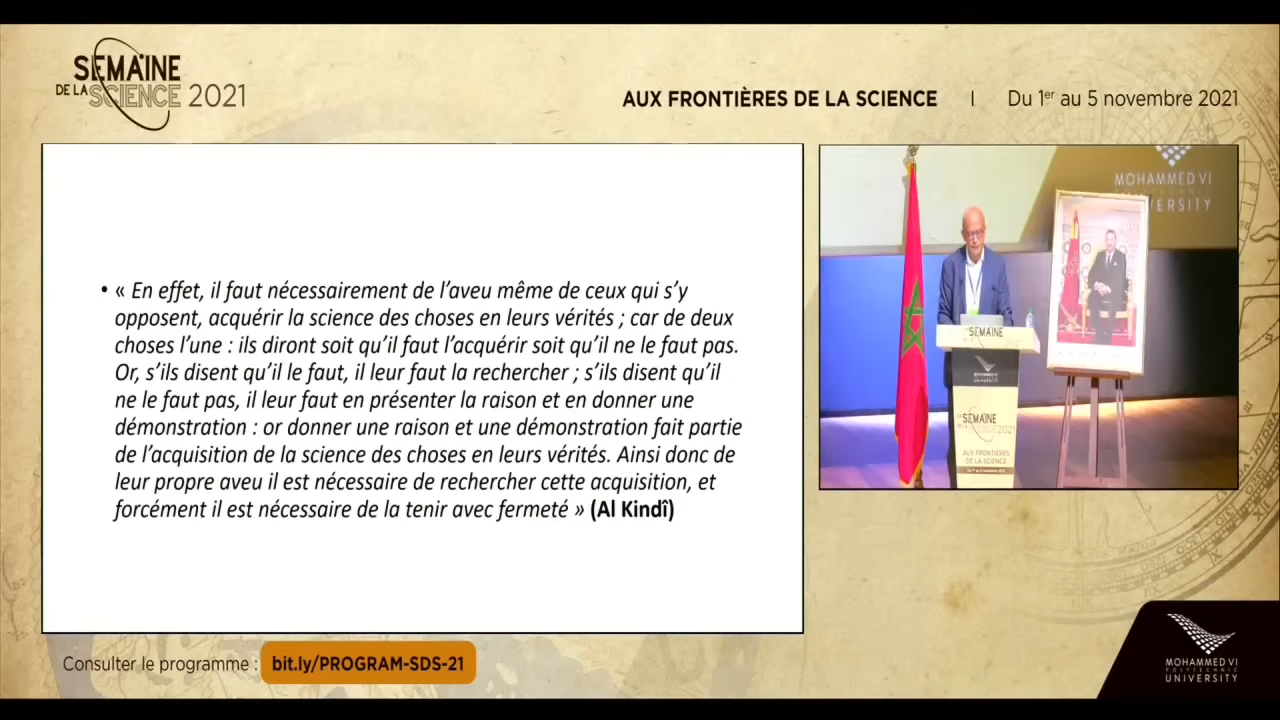 SEMAINE
DE LA SCIENCE 2021
AUX FRONTIÈRES DE LA SCIENCE | Du 1er au 5 novembre 2021
• « En effet, il faut nécessairement de l’aveu même de ceux qui s’y
opposent, acquérir la science des choses en leurs vérités ; car de deux
choses l’une : ils diront soit qu’il faut l’acquérir soit qu’il ne le faut pas.
Or, s’ils disent qu’il le faut, il leur faut la rechercher ; s’ils disent qu’il
ne le faut pas, il leur faut en présenter la raison et en donner une
démonstration : or donner une raison et une démonstration fait partie
de l’acquisition de la science des choses en leurs vérités. Ainsi donc de
leur propre aveu il est nécessaire de rechercher cette acquisition, et
forcément il est nécessaire de la tenir avec fermeté » (Al Kindî)
MOHAMMED VI
UNIVERSITY
SEMAINE
SEMAINE
2021
AUX FRONTIÈRES
DE LA SCIENCE
Consulter le programme : bit.ly/PROGRAM-SDS-21
MOHAMMED VI
POLYTECHNIC
UNIVERSITY